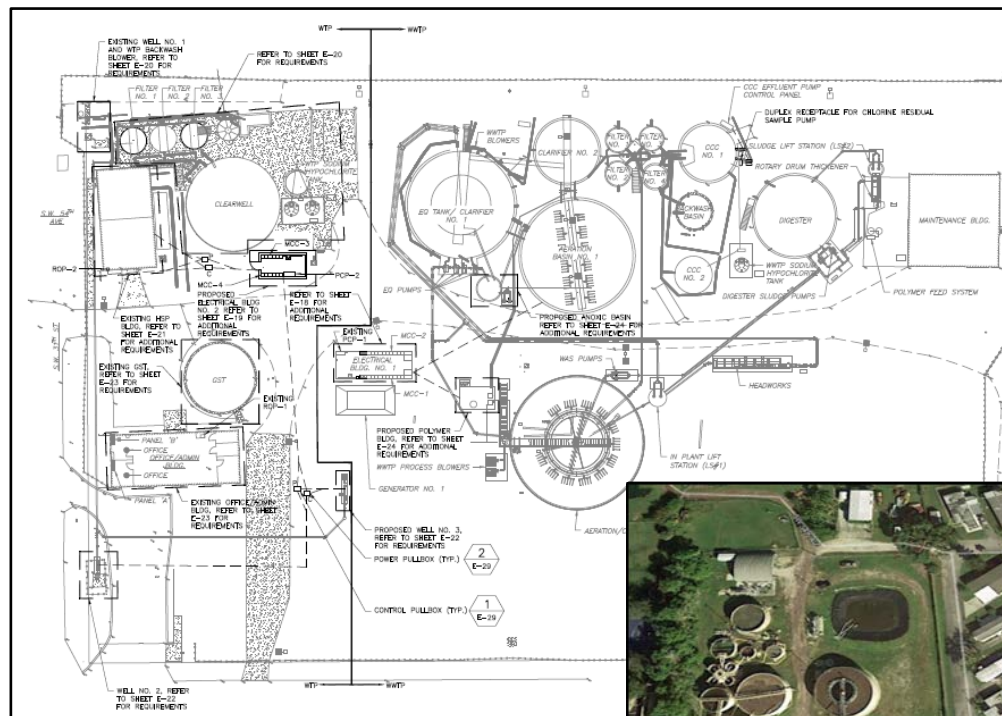 WTP
WWTP
EXISTING WELL NO. 1
AND WTP BACKWASH
BLOWER, REFER TO
SHEET E-20 FOR
REQUIREMENTS
REFER TO SHEET E-20
FOR REQUIREMENTS
FILTER
NO. 1
FILTER
NO. 2
FILTER
NO. 3
HYPOCHLORITE
TANK
CLEARWELL
S.W. 54TH
AVE
MCC-3
PCP-2
RDP-2
MCC-4
PROPOSED
ELECTRICAL BLDG
NO. 2 REFER TO
SHEET E-19 FOR
ADDITIONAL
REQUIREMENTS
REFER TO SHEET
E-18 FOR
ADDITIONAL
REQUIREMENTS
EXISTING HSP
BLDG, REFER TO
SHEET E-21
FOR ADDITIONAL
REQUIREMENTS
EXISTING GST,
REFER TO SHEET
E-23 FOR
REQUIREMENTS
GST
EXISTING
RDP-1
EXISTING
PCP-1
MCC-2
ELECTRICAL
BLDG. NO. 1
MCC-1
GENERATOR NO. 1
PANEL 'B'
OFFICE
OFFICE/ADMIN
BLDG.
OFFICE
PANEL 'A'
EXISTING OFFICE/ADMIN
BLDG, REFER TO SHEET
E-23 FOR
REQUIREMENTS
WELL NO. 2, REFER
TO SHEET E-22
FOR REQUIREMENTS
PROPOSED WELL NO. 3,
REFER TO SHEET E-22
FOR REQUIREMENTS
POWER PULLBOX (TYP.)
2
E-29
CONTROL PULLBOX (TYP.)
1
E-29
WTP
WWTP
WWTP
BLOWERS
CLARIFIER NO. 2
EQ TANK/ CLARIFIER
NO. 1
AERATION
BASIN NO. 1
EQ PUMPS
PROPOSED ANOXIC BASIN
REFER TO SHEET E-24 FOR
ADDITIONAL REQUIREMENTS
PROPOSED POLYMER
BLDG, REFER TO SHEET
E-24 FOR ADDITIONAL
REQUIREMENTS
WWTP PROCESS BLOWERS
WAS PUMPS
HEADWORKS
IN PLANT LIFT
STATION (LS#1)
CCC EFFLUENT PUMP
CONTROL PANEL
DUPLEX RECEPTACLE FOR CHLORINE RESIDUAL
SAMPLE PUMP
CCC
NO. 1
SLUDGE LIFT STATION (LS#2)
ROTARY DRUM THICKENER
BACKWASH
BASIN
DIGESTER
MAINTENANCE BLDG.
CCC
NO. 2
WWTP SODIUM
HYPOCHLORITE
TANK
DIGESTER SLUDGE PUMPS
POLYMER FEED SYSTEM